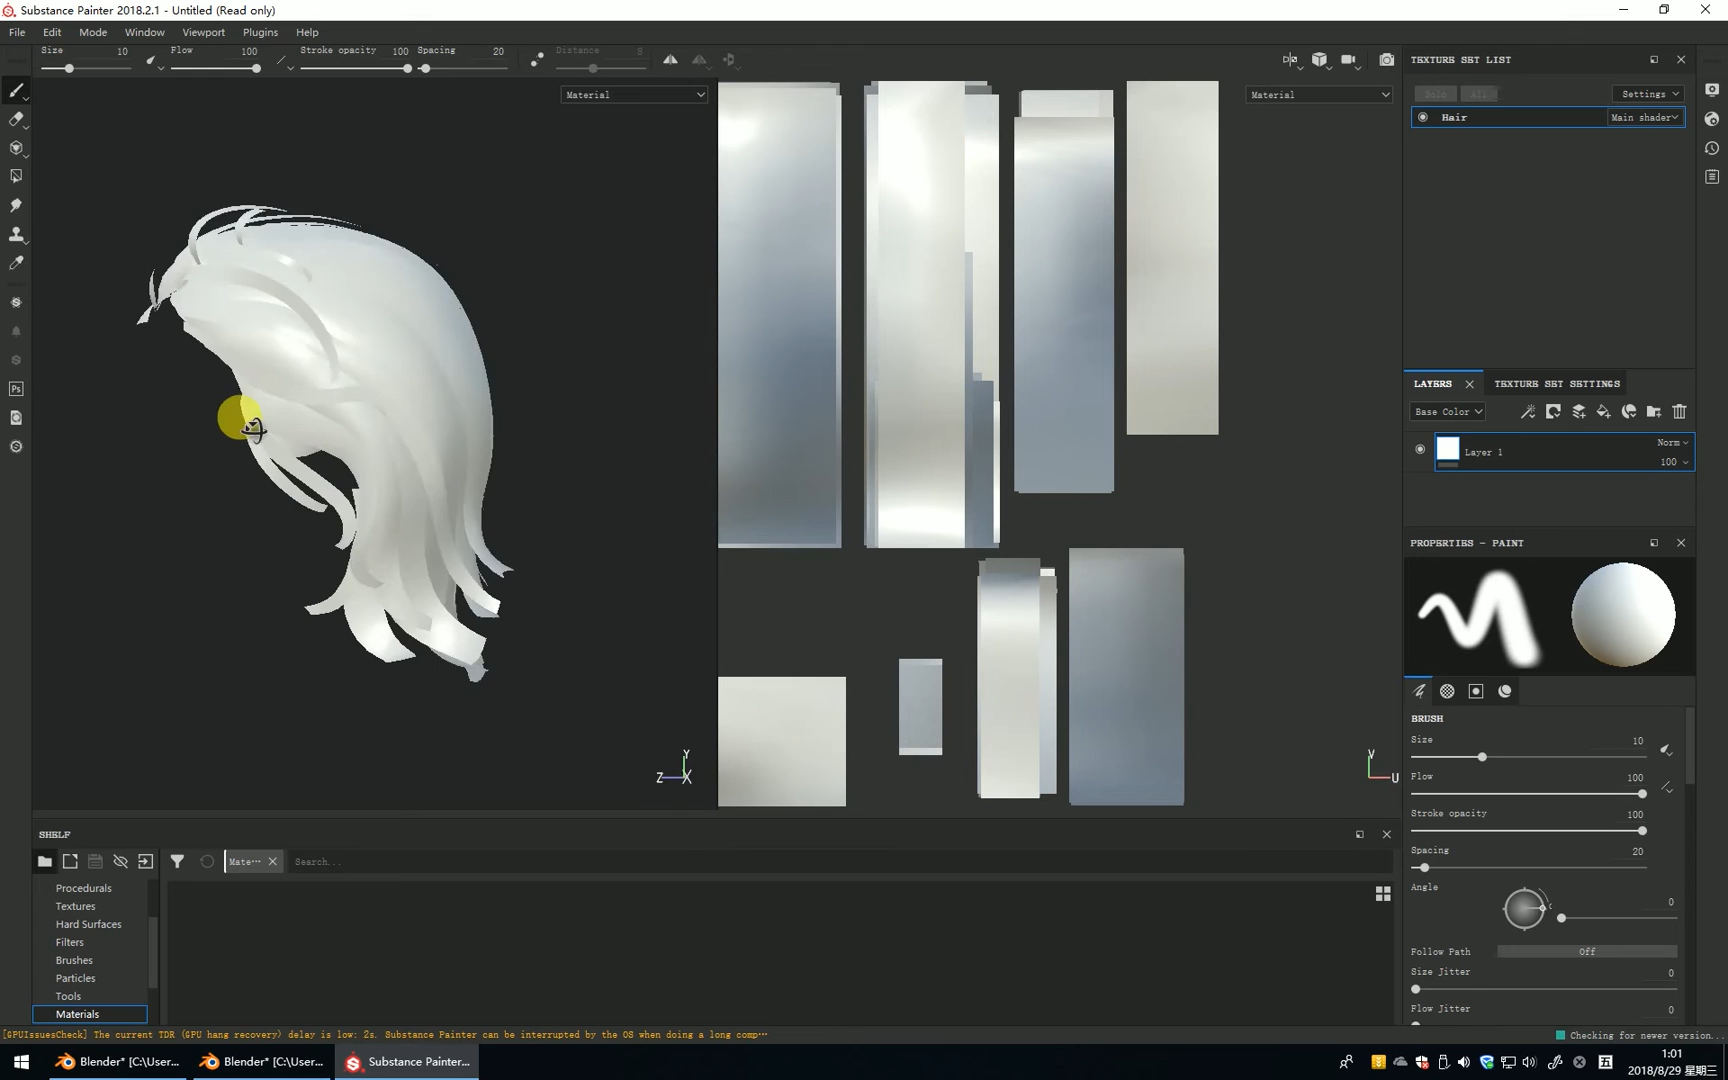 Substance Painter 2018.2.1 - Untitled (Read only)
File Edit Mode Window Viewport Plugins Help
Size 10 Flow 100 Stroke opacity 100 Spacing 20 Distance 8
Material
Material
TEXTURE SET LIST
Solo All Settings
Hair Main shader
LAYERS TEXTURE SET SETTINGS
Base Color
Layer 1 Norm
100
PROPERTIES - PAINT
BRUSH
Size 10
Flow 100
Stroke opacity 100
Spacing 20
Angle 0
Follow Path Off
Size Jitter 0
Flow Jitter 0
Y
Z X
V
U
Ps
SHELF
Mate··· Search...
Procedurals
Textures
Hard Surfaces
Filters
Brushes
Particles
Tools
Materials
[GPUIssuesCheck] The current TDR (GPU hang recovery) delay is low: 2s. Substance Painter can be interrupted by the OS when doing a long comp···
Checking for newer version...
Blender* [C:\User... Blender* [C:\User... Substance Painter...
五
1:01
2018/8/29 星期三